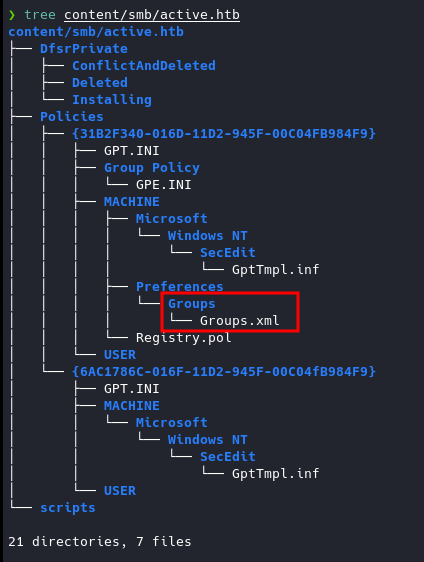 ❯ tree content/smb/active.htb
content/smb/active.htb
├── DfsrPrivate
│   ├── ConflictAndDeleted
│   ├── Deleted
│   └── Installing
├── Policies
│   ├── {31B2F340-016D-11D2-945F-00C04FB984F9}
│   │   ├── GPT.INI
│   │   ├── Group Policy
│   │   │   └── GPE.INI
│   │   ├── MACHINE
│   │   │   ├── Microsoft
│   │   │   │   └── Windows NT
│   │   │   │       └── SecEdit
│   │   │   │           └── GptTmpl.inf
│   │   │   ├── Preferences
│   │   │   │   └── Groups
│   │   │   │       └── Groups.xml
│   │   │   └── Registry.pol
│   │   └── USER
│   └── {6AC1786C-016F-11D2-945F-00C04fB984F9}
│       ├── GPT.INI
│       ├── MACHINE
│       │   └── Microsoft
│       │       └── Windows NT
│       │           └── SecEdit
│       │               └── GptTmpl.inf
│       └── USER
└── scripts
21 directories, 7 files